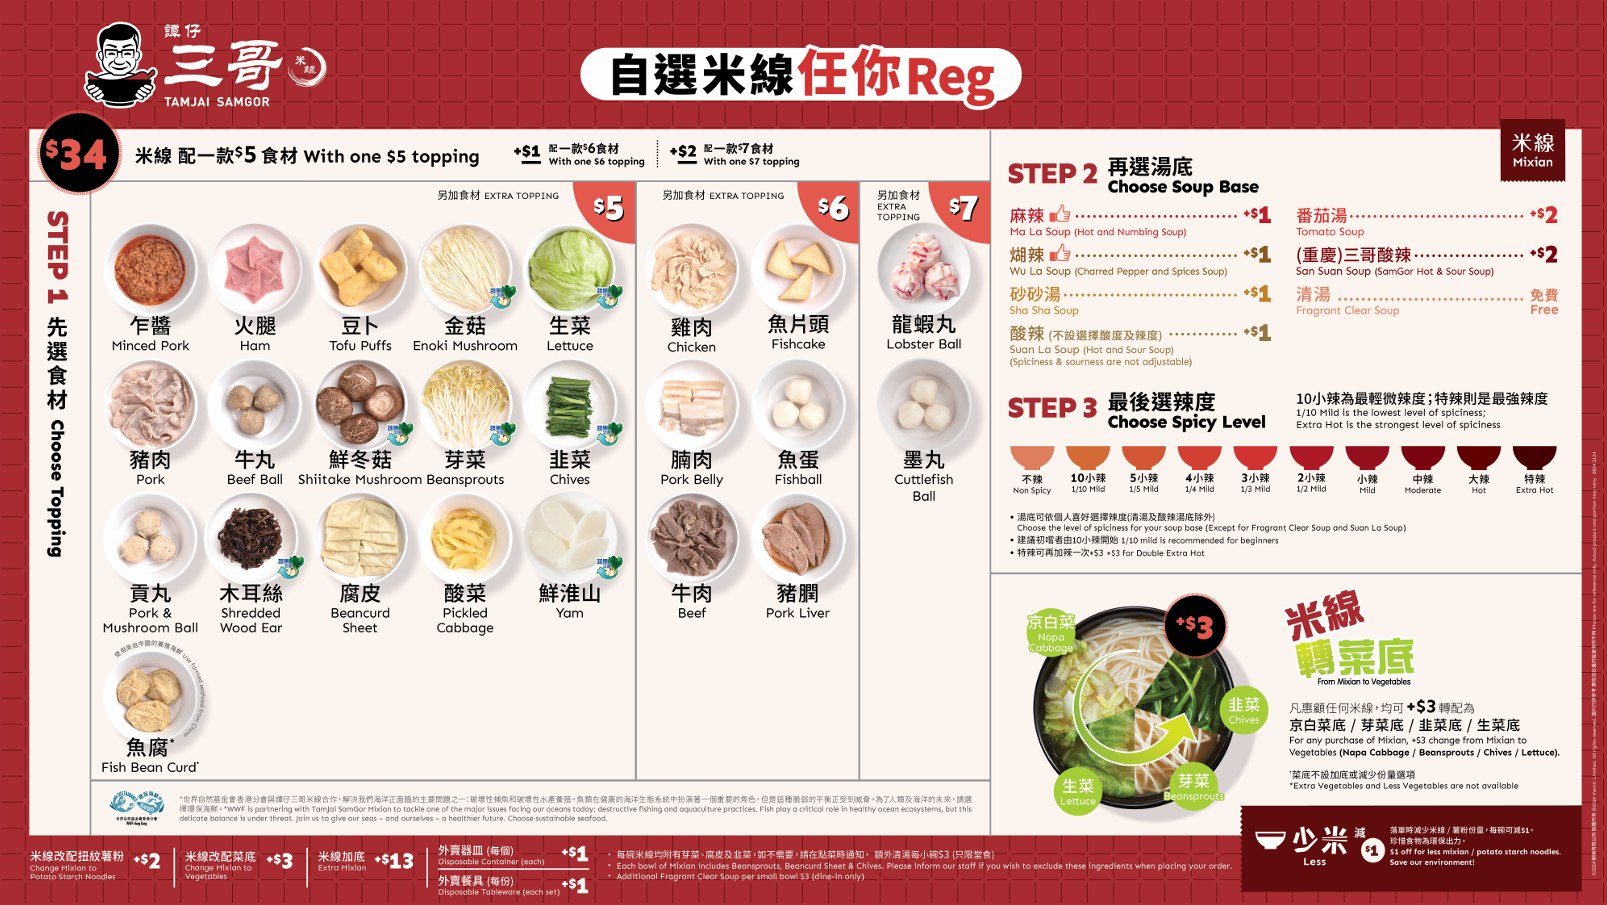 譚仔
三哥
米線
TAMJAI SAMGOR
自選米線任你Reg
$34
米線 配一款$5 食材 With one $5 topping
+$1 配一款$6食材
With one $6 topping
+$2 配一款$7食材
With one $7 topping
STEP 1 先選食材 Choose Topping
另加食材 EXTRA TOPPING $5
乍醬
Minced Pork
火腿
Ham
豆卜
Tofu Puffs
金菇
Enoki Mushroom
生菜
Lettuce
豬肉
Pork
牛丸
Beef Ball
鮮冬菇
Shiitake Mushroom
芽菜
Beansprouts
韭菜
Chives
貢丸
Pork &
Mushroom Ball
木耳絲
Shredded
Wood Ear
腐皮
Beancurd
Sheet
酸菜
Pickled
Cabbage
鮮淮山
Yam
使用來自中國的養殖海鮮 Use farmed seafood from China
魚腐*
Fish Bean Curd*
另加食材 EXTRA TOPPING $6
雞肉
Chicken
魚片頭
Fishcake
腩肉
Pork Belly
魚蛋
Fishball
牛肉
Beef
豬膶
Pork Liver
另加食材
EXTRA
TOPPING
$7
龍蝦丸
Lobster Ball
墨丸
Cuttlefish
Ball
*世界自然基金會香港分會與譚仔三哥米線合作，解決我們海洋正面臨的主要問題之一：破壞性捕魚和破壞性水產養殖。魚類在健康的海洋生態系統中扮演著一個重要的角色，但是這種脆弱的平衡正受到威脅。為了人類及海洋的未來，請選
擇環保海鮮。*WWF is partnering with TamJai SamGor Mixian to tackle one of the major issues facing our oceans today; destructive fishing and aquaculture practices. Fish play a critical role in healthy ocean ecosystems, but this
delicate balance is under threat. Join us to give our seas – and ourselves – a healthier future. Choose sustainable seafood.
米線
Mixian
STEP 2 再選湯底
Choose Soup Base
麻辣 +$1
Ma La Soup (Hot and Numbing Soup)
煳辣 +$1
Wu La Soup (Charred Pepper and Spices Soup)
砂砂湯 +$1
Sha Sha Soup
酸辣 (不設選擇酸度及辣度) +$1
Suan La Soup (Hot and Sour Soup)
(Spiciness & sourness are not adjustable)
番茄湯 +$2
Tomato Soup
(重慶)三哥酸辣 +$2
San Suan Soup (SamGor Hot & Sour Soup)
清湯 免費
Fragrant Clear Soup Free
STEP 3 最後選辣度
Choose Spicy Level
10小辣為最輕微辣度；特辣則是最強辣度
1/10 Mild is the lowest level of spiciness;
Extra Hot is the strongest level of spiciness
不辣
Non Spicy
10小辣
1/10 Mild
5小辣
1/5 Mild
4小辣
1/4 Mild
3小辣
1/3 Mild
2小辣
1/2 Mild
小辣
Mild
中辣
Moderate
大辣
Hot
特辣
Extra Hot
• 湯底可依個人喜好選擇辣度(清湯及酸辣湯底除外)
Choose the level of spiciness for your soup base (Except for Fragrant Clear Soup and Suan La Soup)
• 建議初嚐者由10小辣開始 1/10 mild is recommended for beginners
• 特辣可再加辣一次+$3 +$3 for Double Extra Hot
京白菜
Napa
Cabbage
+$3
韭菜
Chives
生菜
Lettuce
芽菜
Beansprouts
米線
轉菜底
From Mixian to Vegetables
凡惠顧任何米線，均可 +$3 轉配為
京白菜底 / 芽菜底 / 韭菜底 / 生菜底
For any purchase of Mixian, +$3 change from Mixian to
Vegetables (Napa Cabbage / Beansprouts / Chives / Lettuce).
*菜底不設加底或減少份量選項
*Extra Vegetables and Less Vegetables are not available
米線改配扭紋薯粉 +$2
Change Mixian to
Potato Starch Noodles
米線改配菜底 +$3
Change Mixian to
Vegetables
米線加底 +$13
Extra Mixian
外賣器皿 (每個) +$1
Disposable Container (each)
外賣餐具 (每份) +$1
Disposable Tableware (each set)
• 每碗米線均附有芽菜、腐皮及韭菜，如不需要，請在點菜時通知。 額外清湯每小碗$3 (只限堂食)
• Each bowl of Mixian includes Beansprouts, Beancurd Sheet & Chives. Please inform our staff if you wish to exclude these ingredients when placing your order.
• Additional Fragrant Clear Soup per small bowl $3 (dine-in only)
少米
Less
減
$1
落單時減少米線 / 薯粉份量，每碗可減$1。
珍惜食物為環保出力。
$1 off for less mixian / potato starch noodles.
Save our environment!